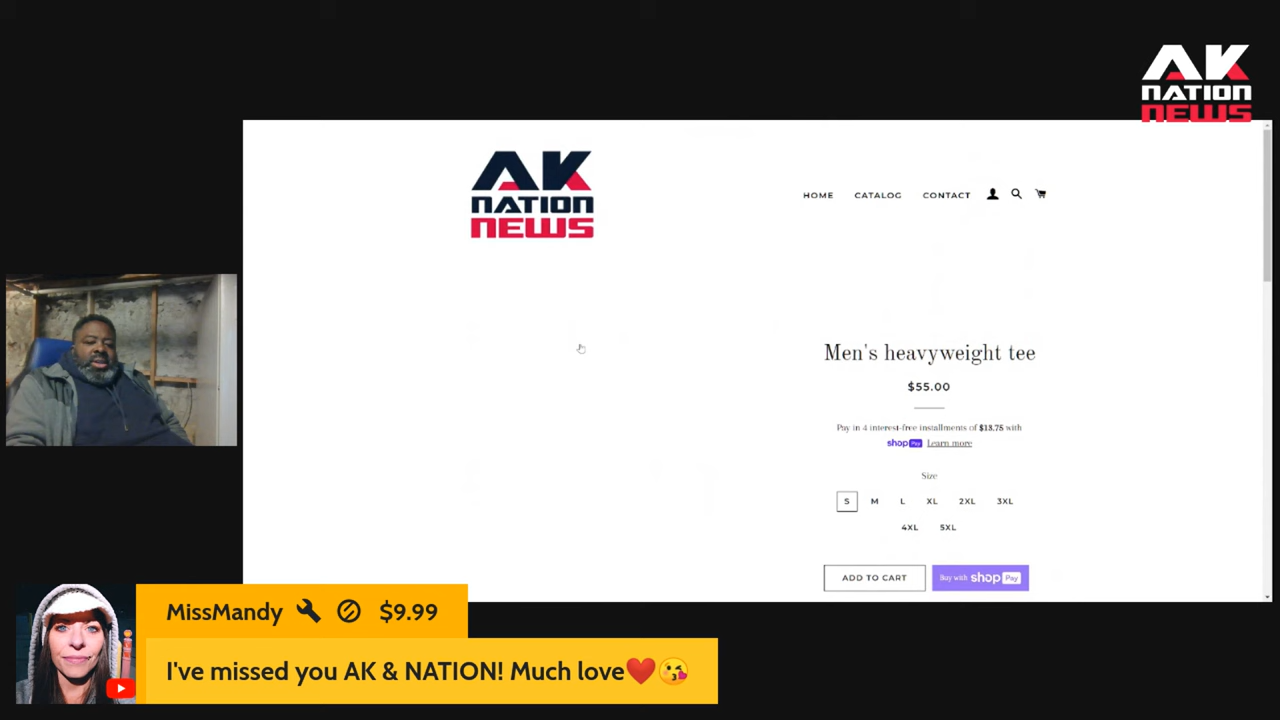 AK
NATION
NEWS
AK
NATION
NEWS
HOME CATALOG CONTACT
Men's heavyweight tee
$55.00
Pay in 4 interest-free installments of $13.75 with
shop Pay Learn more
Size
S M L XL 2XL 3XL
4XL 5XL
ADD TO CART Buy with shop Pay
MissMandy $9.99
I've missed you AK & NATION! Much love❤️😘